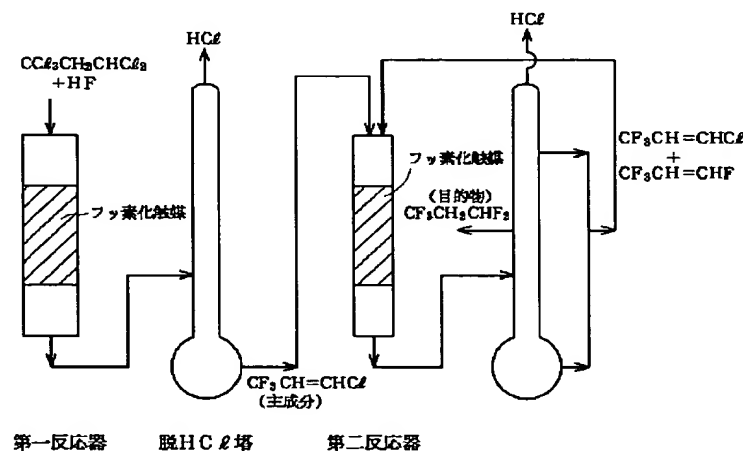 CCℓ₃CH₂CHCℓ₂
+HF
フッ素化触媒
HCℓ
CF₃CH=CHCℓ
(主成分)
フッ素化触媒
(目的物)
CF₃CH₂CHF₂
HCℓ
CF₃CH=CHCℓ
+
CF₃CH=CHF
第一反応器
脱HCℓ塔
第二反応器